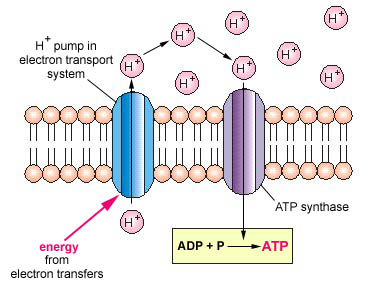 H+ pump in
electron transport
system
H+
H+
H+
H+
H+
H+
H+
H+
H+
ATP synthase
energy
from
electron transfers
ADP + P → ATP